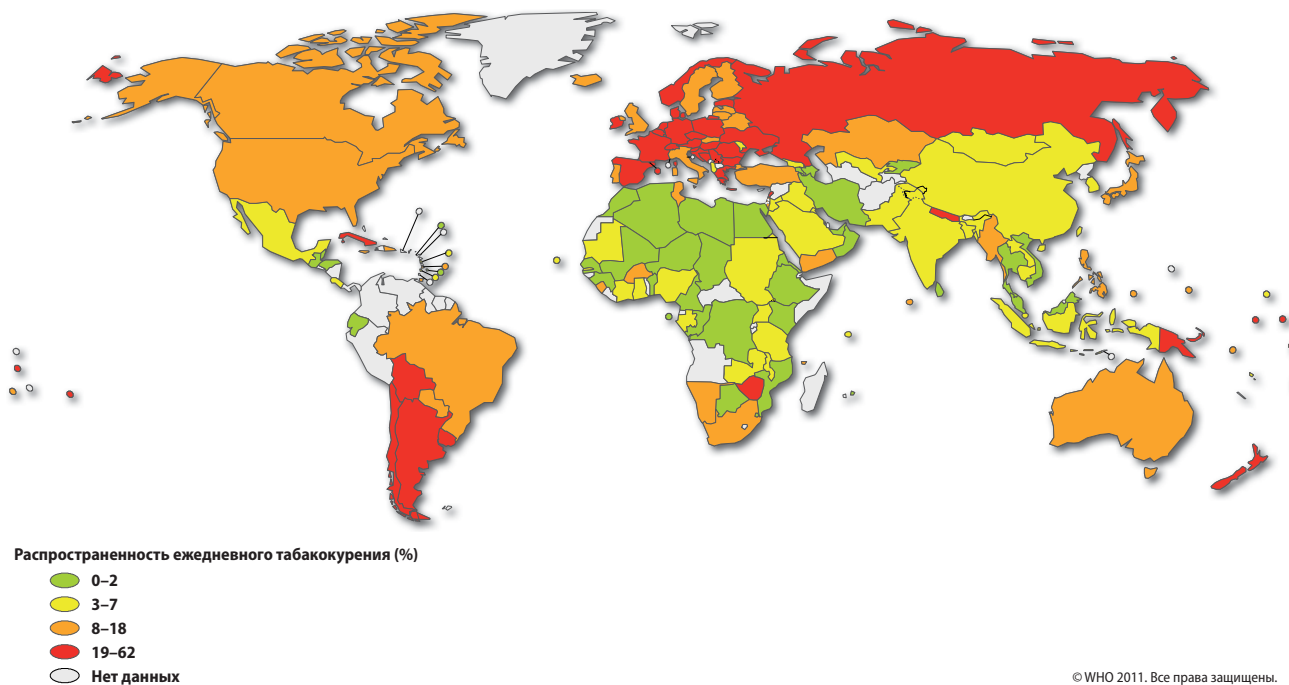 Распространенность ежедневного табакокурения (%)
0–2
3–7
8–18
19–62
Нет данных
© WHO 2011. Все права защищены.